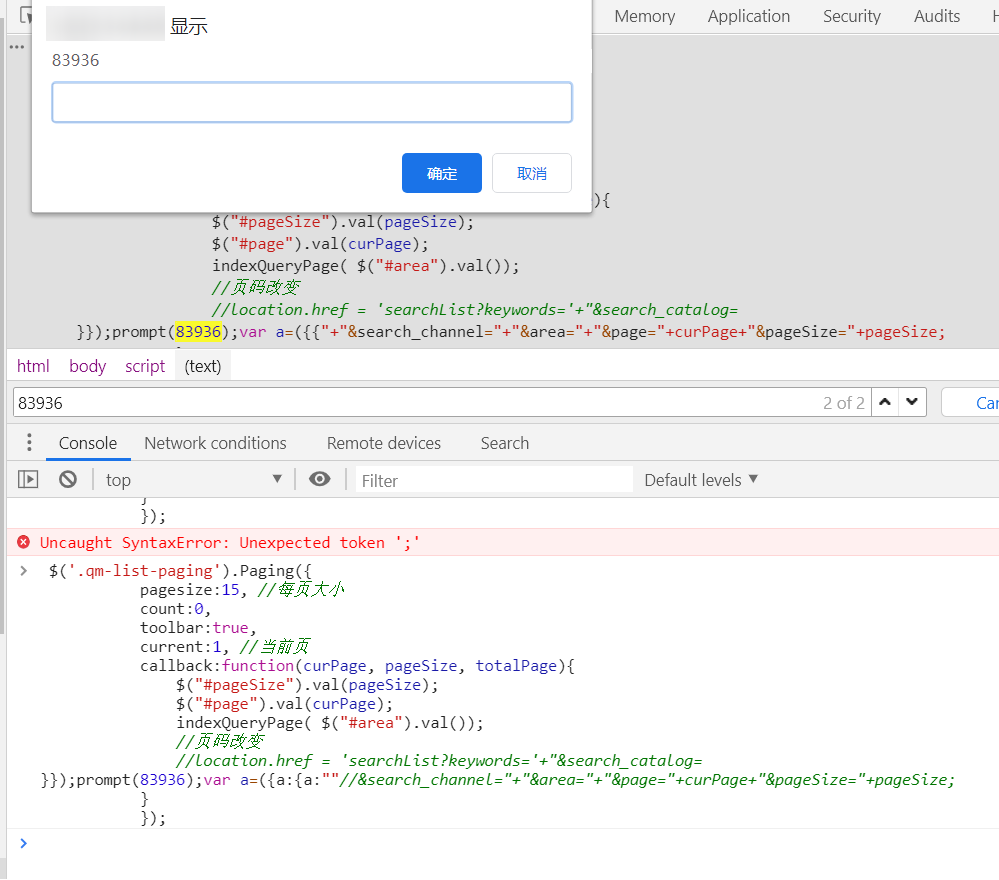 显示
83936
确定 取消
Memory Application Security Audits
){
$("#pageSize").val(pageSize);
$("#page").val(curPage);
indexQueryPage( $("#area").val());
//页码改变
//location.href = 'searchList?keywords='+"&search_catalog=
}});prompt(83936);var a=({{"+"&search_channel="+"&area="+"&page="+curPage+"&pageSize="+pageSize;
html body script (text)
83936 2 of 2
Console Network conditions Remote devices Search
top Filter Default levels ▼
}
});
Uncaught SyntaxError: Unexpected token ';'
> $('.qm-list-paging').Paging({
pagesize:15, //每页大小
count:0,
toolbar:true,
current:1, //当前页
callback:function(curPage, pageSize, totalPage){
$("#pageSize").val(pageSize);
$("#page").val(curPage);
indexQueryPage( $("#area").val());
//页码改变
//location.href = 'searchList?keywords='+"&search_catalog=
}});prompt(83936);var a=({a:{a:""//&search_channel="+"&area="+"&page="+curPage+"&pageSize="+pageSize;
}
});
>